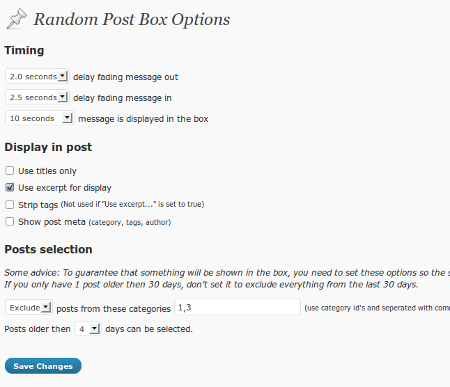 Random Post Box Options
Timing
2.0 seconds delay fading message out
2.5 seconds delay fading message in
10 seconds message is displayed in the box
Display in post
Use titles only
Use excerpt for display
Strip tags (Not used if "Use excerpt..." is set to true)
Show post meta (category, tags, author)
Posts selection
Some advice: To guarantee that something will be shown in the box, you need to set these options so the s
If you only have 1 post older then 30 days, don't set it to exclude everything from the last 30 days.
Exclude posts from these categories 1,3 (use category id's and seperated with com
Posts older then 4 days can be selected.
Save Changes